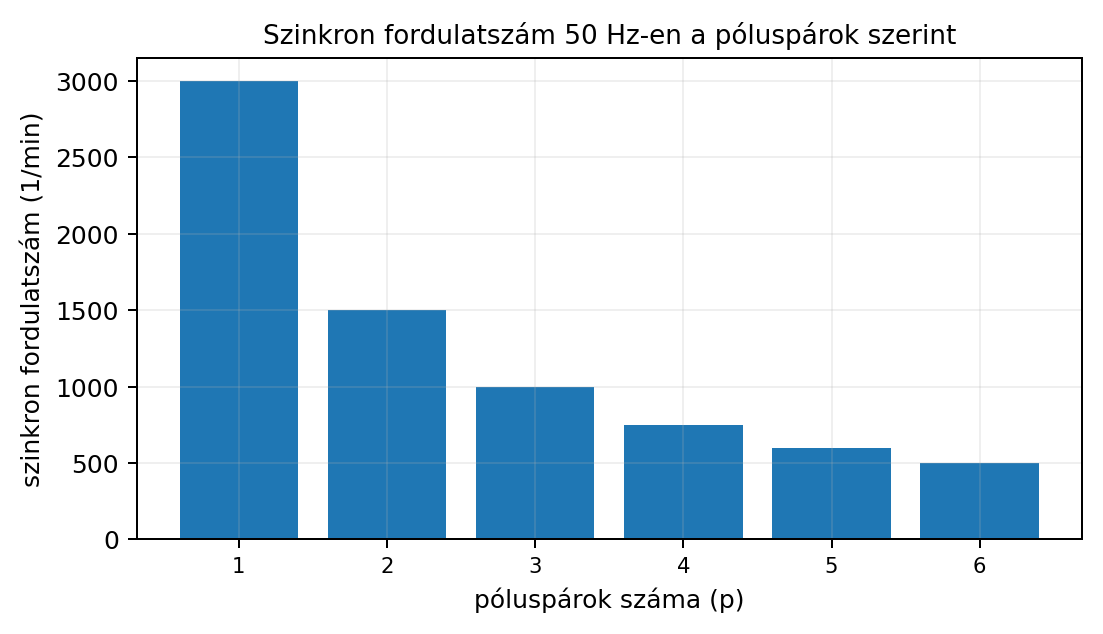 Szinkron fordulatszám 50 Hz-en a póluspárok szerint
szinkron fordulatszám (1/min)
3000
2500
2000
1500
1000
500
0
1 2 3 4 5 6
póluspárok száma (p)